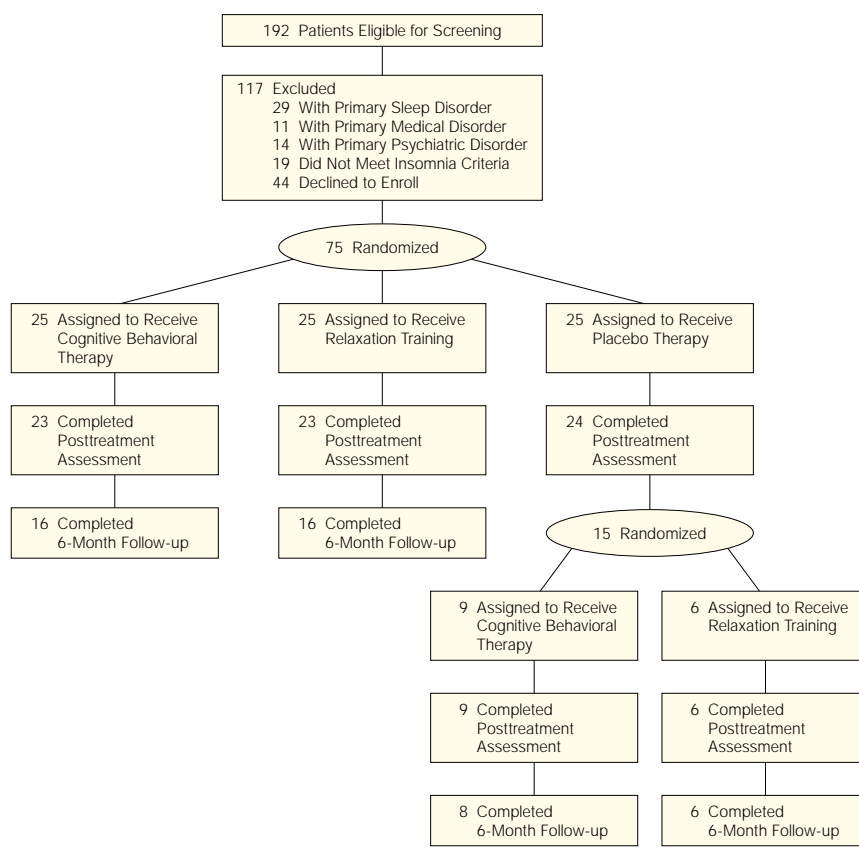 192 Patients Eligible for Screening
117 Excluded
29 With Primary Sleep Disorder
11 With Primary Medical Disorder
14 With Primary Psychiatric Disorder
19 Did Not Meet Insomnia Criteria
44 Declined to Enroll
75 Randomized
25 Assigned to Receive
Cognitive Behavioral
Therapy
25 Assigned to Receive
Relaxation Training
25 Assigned to Receive
Placebo Therapy
23 Completed
Posttreatment
Assessment
23 Completed
Posttreatment
Assessment
24 Completed
Posttreatment
Assessment
16 Completed
6-Month Follow-up
16 Completed
6-Month Follow-up
15 Randomized
9 Assigned to Receive
Cognitive Behavioral
Therapy
6 Assigned to Receive
Relaxation Training
9 Completed
Posttreatment
Assessment
6 Completed
Posttreatment
Assessment
8 Completed
6-Month Follow-up
6 Completed
6-Month Follow-up